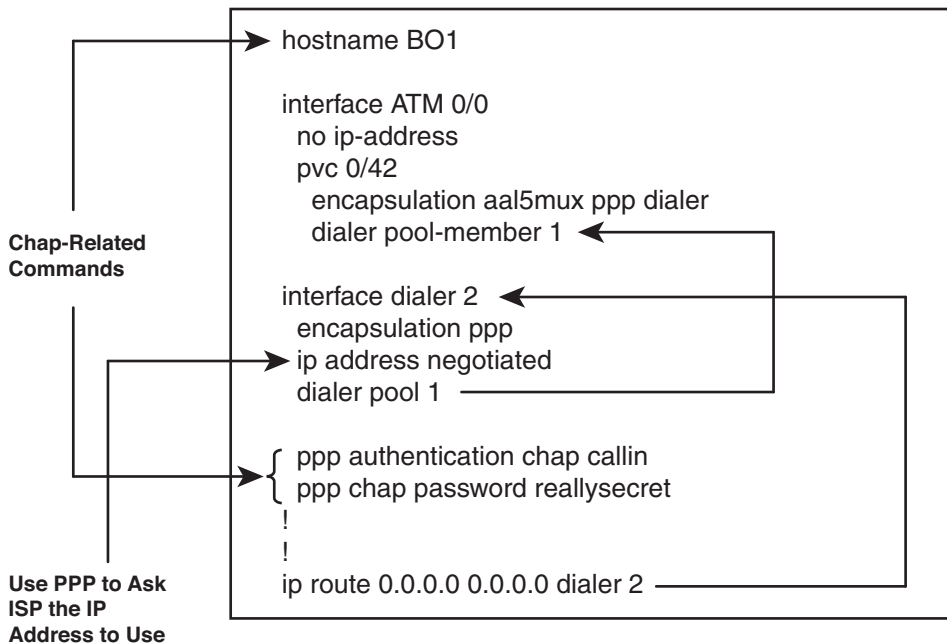 hostname BO1
interface ATM 0/0
no ip-address
pvc 0/42
encapsulation aal5mux ppp dialer
dialer pool-member 1
Chap-Related
Commands
interface dialer 2
encapsulation ppp
ip address negotiated
dialer pool 1
ppp authentication chap callin
ppp chap password reallysecret
!
!
ip route 0.0.0.0 0.0.0.0 dialer 2
Use PPP to Ask
ISP the IP
Address to Use